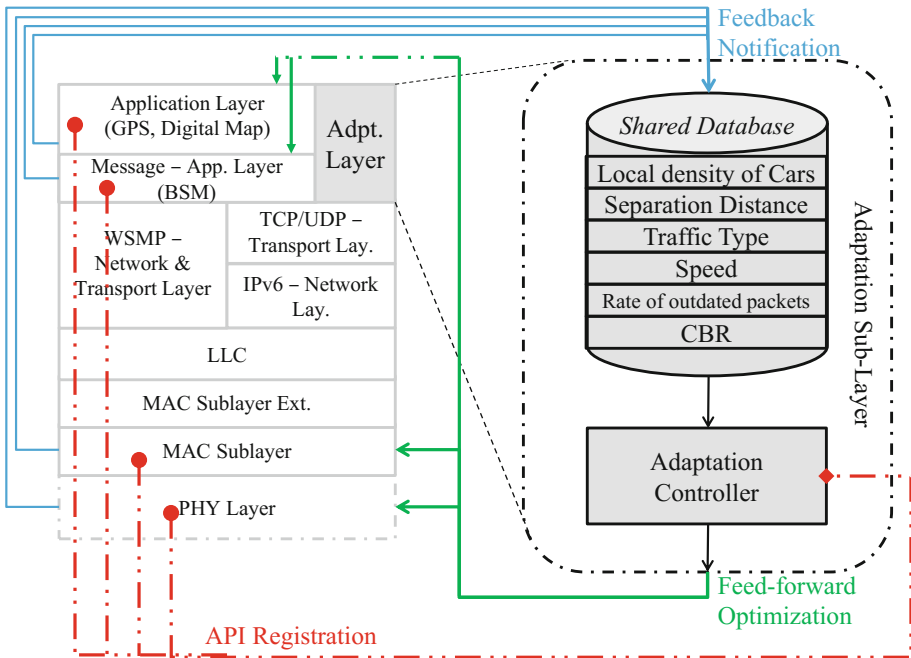 Feedback
Notification
Application Layer
(GPS, Digital Map)
Adpt.
Layer
Message – App. Layer
(BSM)
WSMP –
Network &
Transport Layer
TCP/UDP –
Transport Lay.
IPv6 – Network
Lay.
LLC
MAC Sublayer Ext.
MAC Sublayer
PHY Layer
API Registration
Shared Database
Local density of Cars
Separation Distance
Traffic Type
Speed
Rate of outdated packets
CBR
Adaptation Sub-Layer
Adaptation
Controller
Feed-forward
Optimization